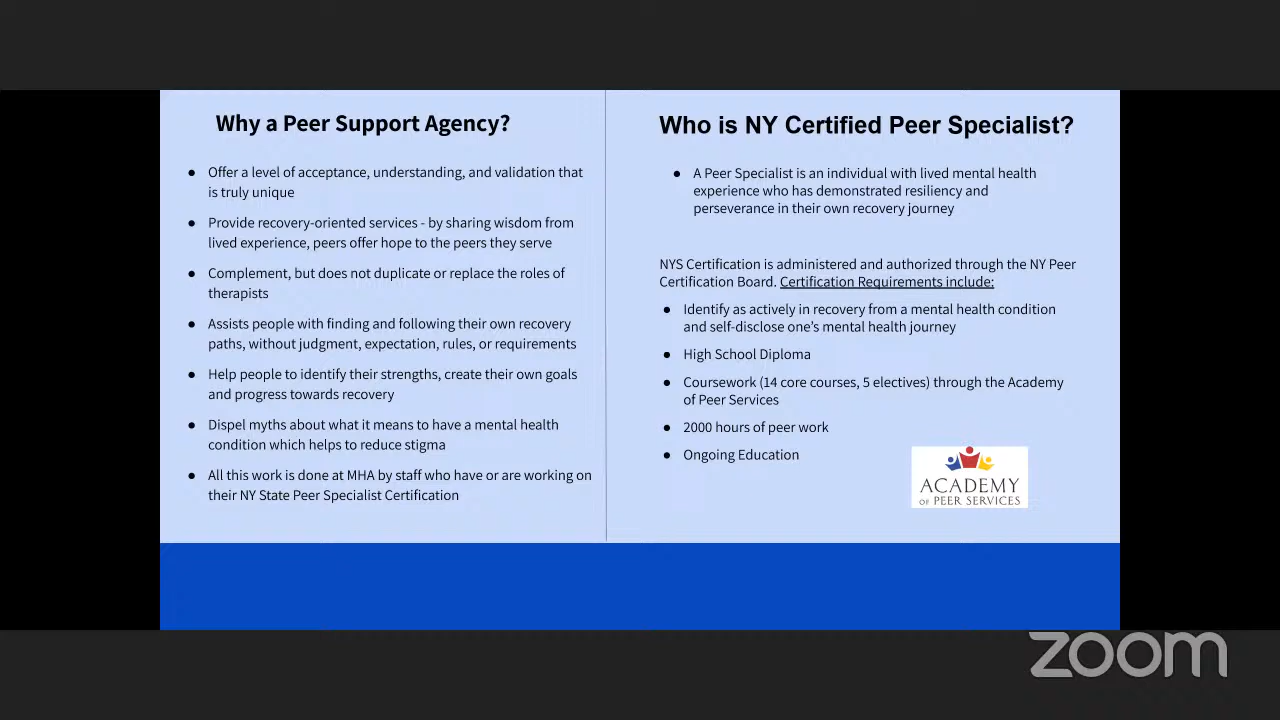 Why a Peer Support Agency?
● Offer a level of acceptance, understanding, and validation that
is truly unique
● Provide recovery-oriented services - by sharing wisdom from
lived experience, peers offer hope to the peers they serve
● Complement, but does not duplicate or replace the roles of
therapists
● Assists people with finding and following their own recovery
paths, without judgment, expectation, rules, or requirements
● Help people to identify their strengths, create their own goals
and progress towards recovery
● Dispel myths about what it means to have a mental health
condition which helps to reduce stigma
● All this work is done at MHA by staff who have or are working on
their NY State Peer Specialist Certification
Who is NY Certified Peer Specialist?
● A Peer Specialist is an individual with lived mental health
experience who has demonstrated resiliency and
perseverance in their own recovery journey
NYS Certification is administered and authorized through the NY Peer
Certification Board. Certification Requirements include:
● Identify as actively in recovery from a mental health condition
and self-disclose one's mental health journey
● High School Diploma
● Coursework (14 core courses, 5 electives) through the Academy
of Peer Services
● 2000 hours of peer work
● Ongoing Education
ACADEMY
OF PEER SERVICES
zoom